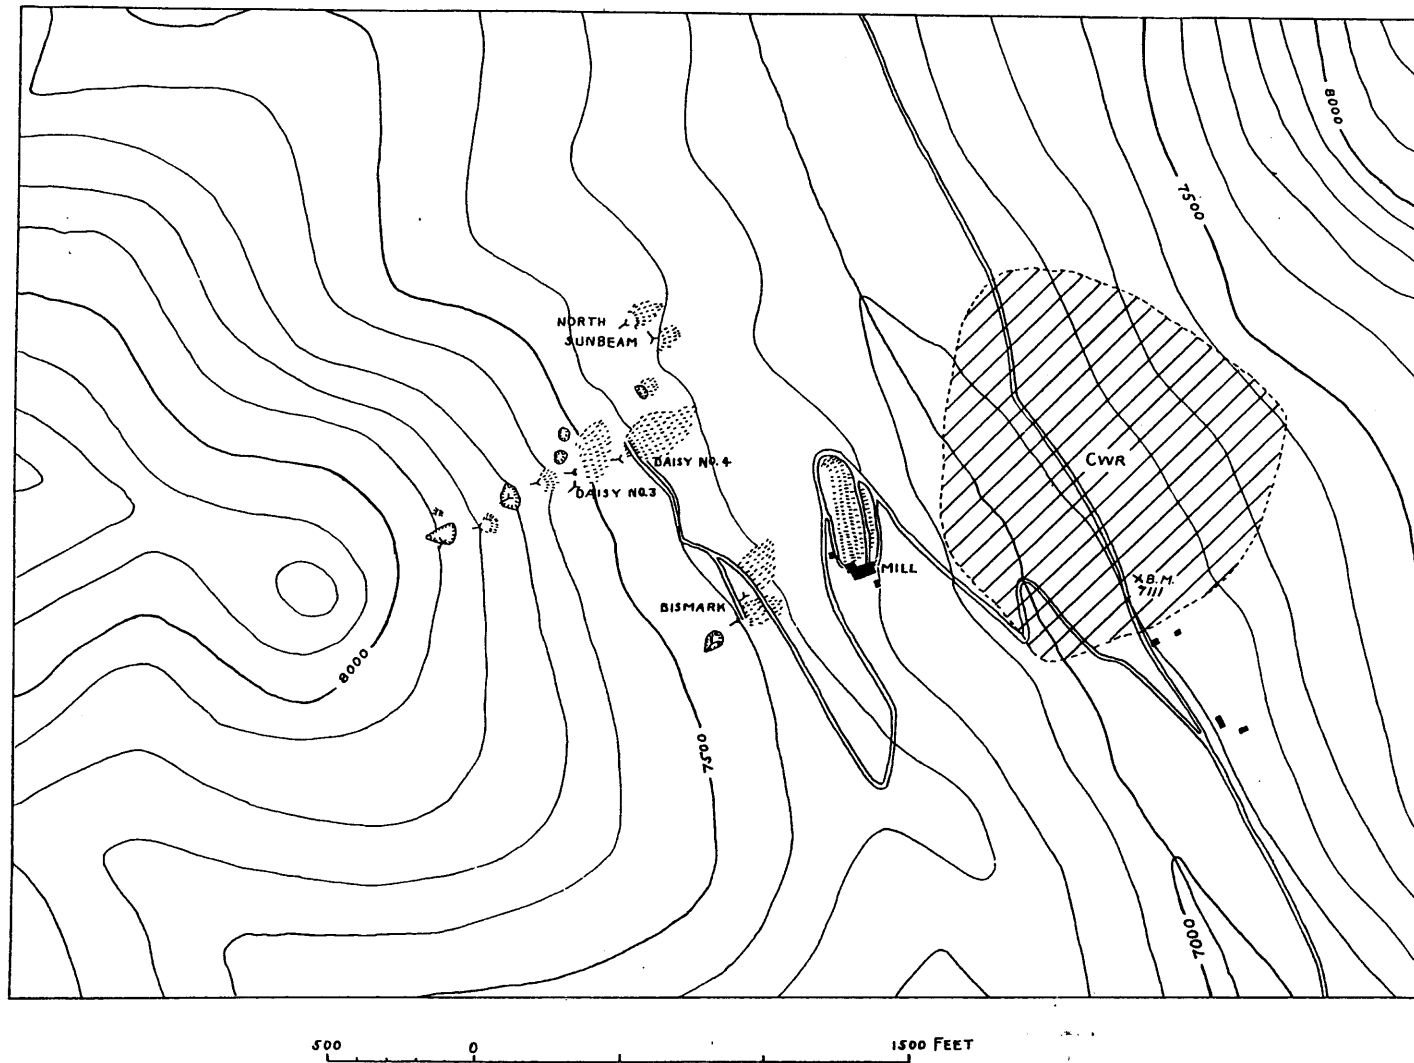 8000
7500
NORTH
SUNBEAM
DAISY NO. 4
DAISY NO.3
CWR
MILL
X B.M.
7111
BISMARK
8000
7500
7000
500 0 1500 FEET